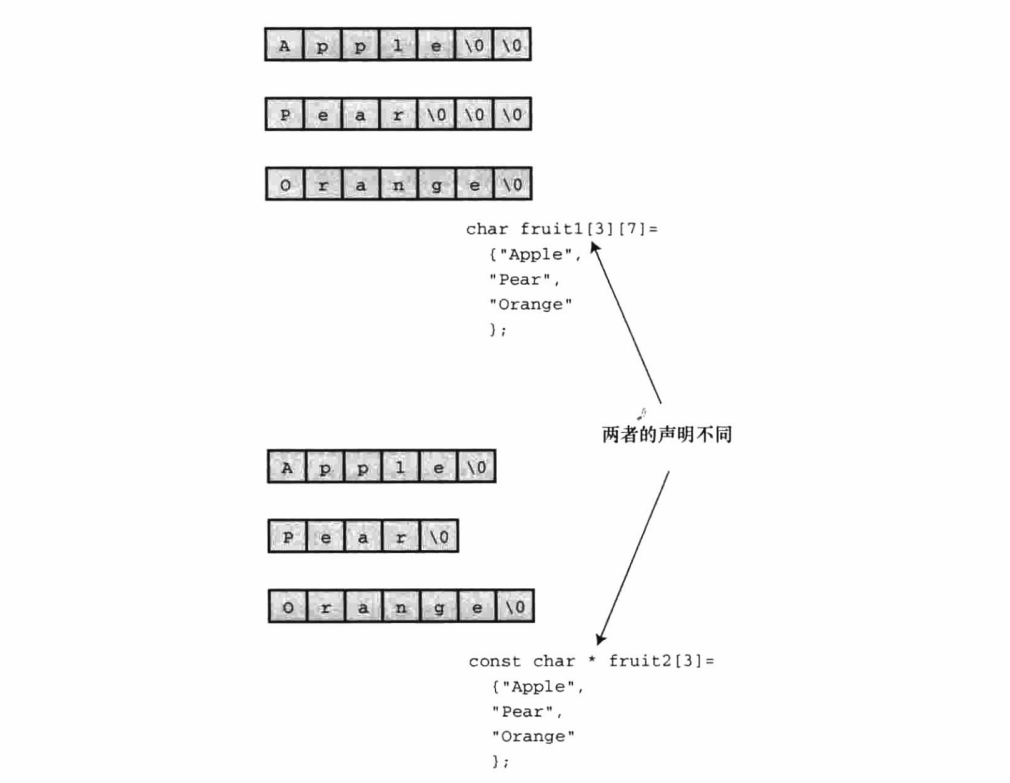 A p p l e \0 \0
P e a r \0 \0 \0
O r a n g e \0
char fruit1[3][7]=
{"Apple",
"Pear",
"Orange"
};
两者的声明不同
A p p l e \0
P e a r \0
O r a n g e \0
const char * fruit2[3]=
{"Apple",
"Pear",
"Orange"
};